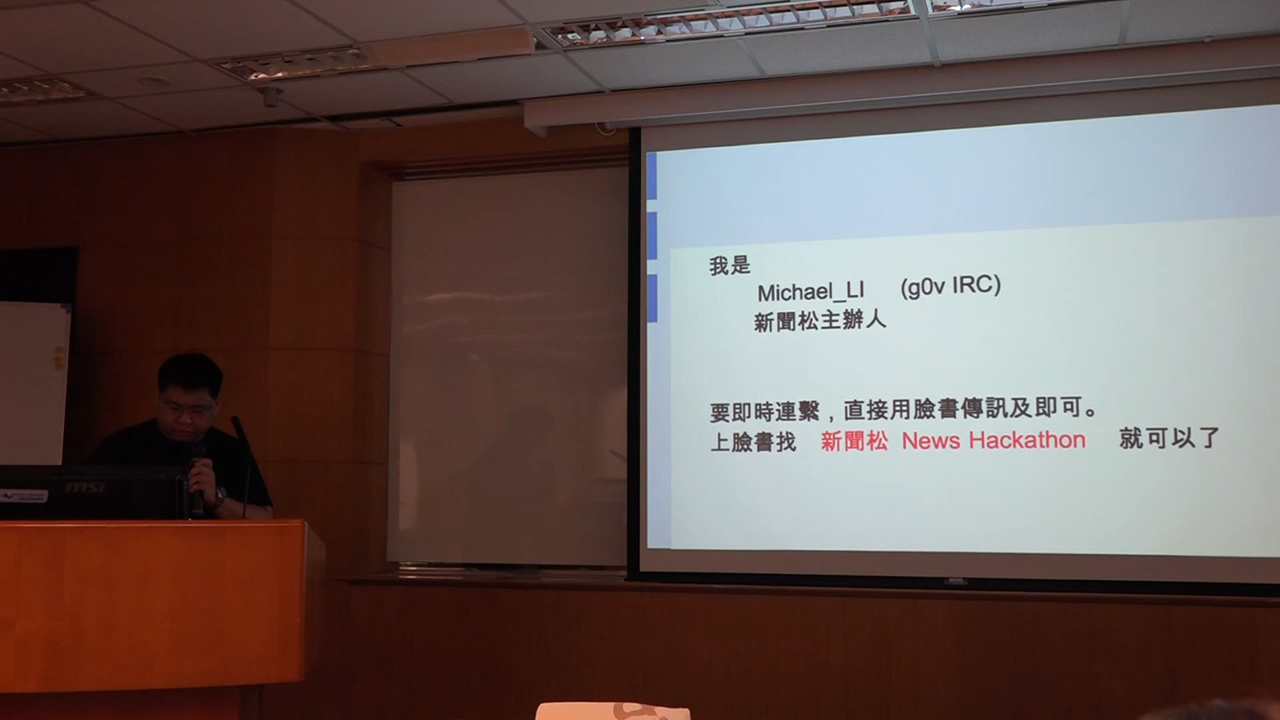 我是
Michael_LI (g0v IRC)
新聞松主辦人
要即時連繫，直接用臉書傳訊及即可。
上臉書找 新聞松 News Hackathon 就可以了
msi